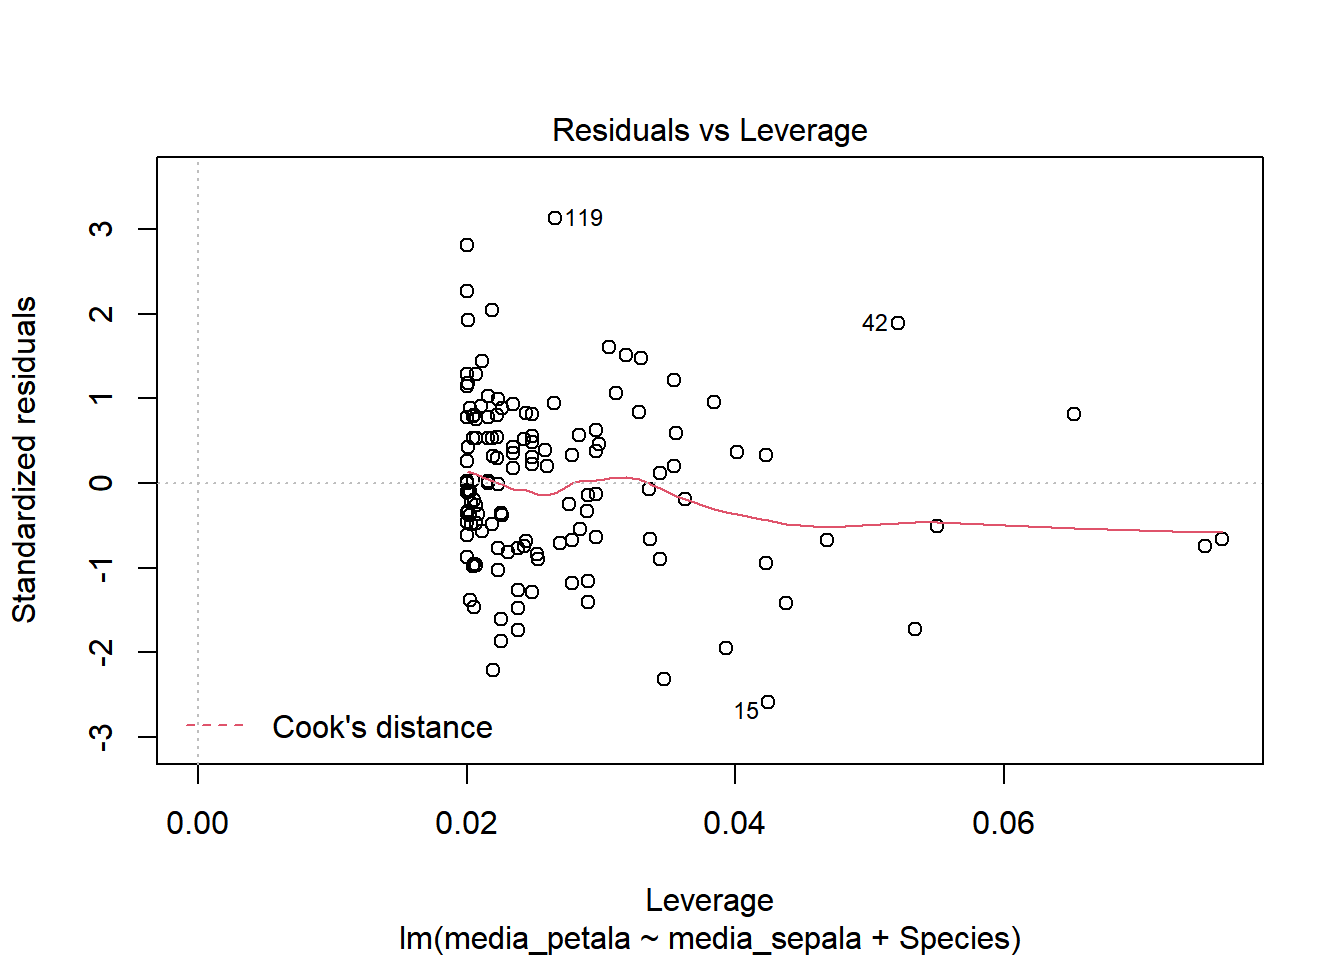 Residuals vs Leverage
Standardized residuals
3
2
1
0
-1
-2
-3
119
42
15
Cook's distance
0.00 0.02 0.04 0.06
Leverage
lm(media_petala ~ media_sepala + Species)